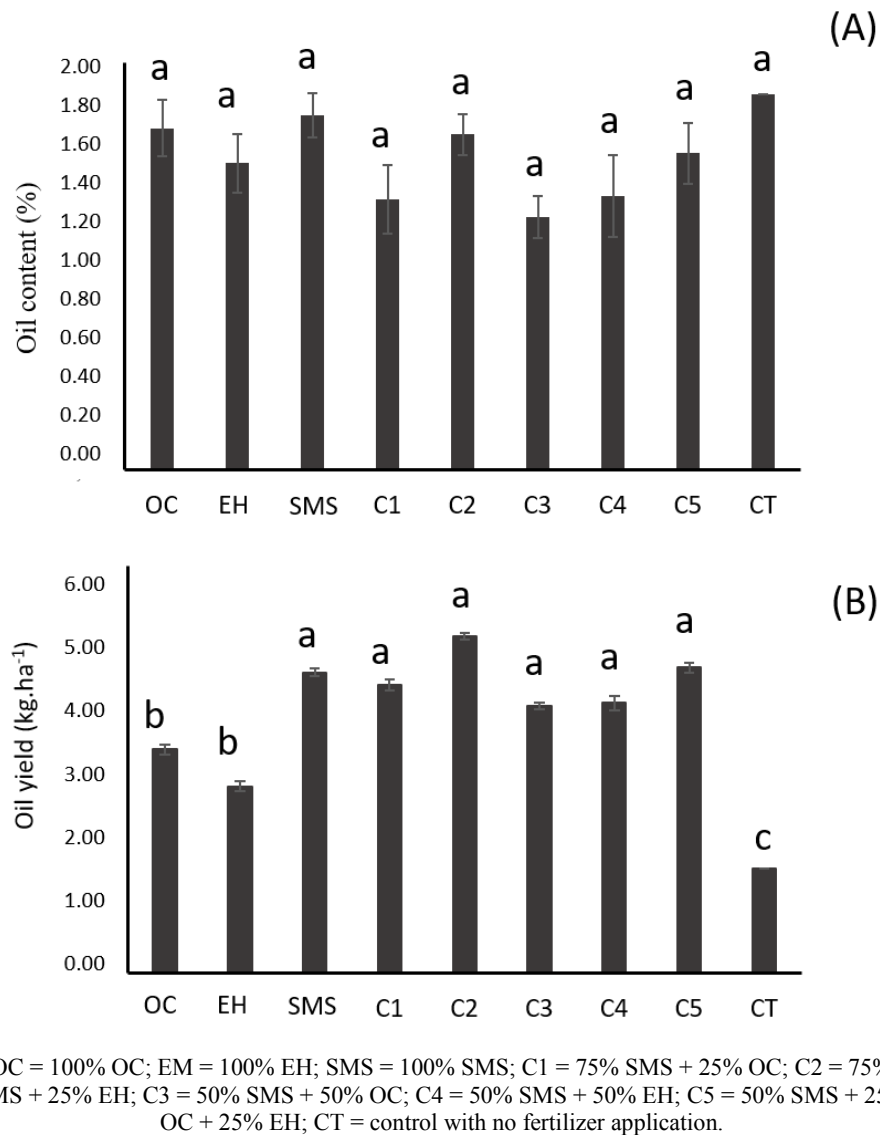 (A)
Oil content (%)
2.00
1.80
1.60
1.40
1.20
1.00
0.80
0.60
0.40
0.20
0.00
a a a a a a a a a
OC EH SMS C1 C2 C3 C4 C5 CT
(B)
Oil yield (kg.ha⁻¹)
6.00
5.00
4.00
3.00
2.00
1.00
0.00
b b a a a a a a c
OC EH SMS C1 C2 C3 C4 C5 CT
OC = 100% OC; EM = 100% EH; SMS = 100% SMS; C1 = 75% SMS + 25% OC; C2 = 75%
MS + 25% EH; C3 = 50% SMS + 50% OC; C4 = 50% SMS + 50% EH; C5 = 50% SMS + 25
OC + 25% EH; CT = control with no fertilizer application.